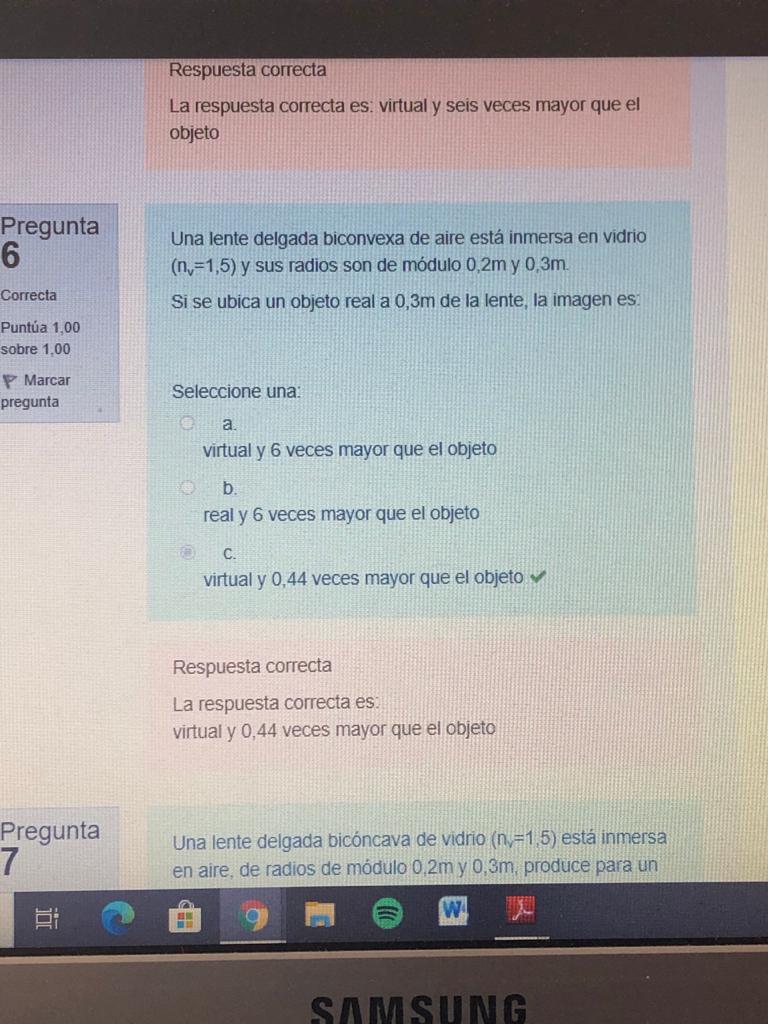 Respuesta correcta
La respuesta correcta es: virtual y seis veces mayor que el
objeto
Pregunta
6
Correcta
Puntúa 1,00
sobre 1,00
Marcar
pregunta
Una lente delgada biconvexa de aire está inmersa en vidrio
(nv=1,5) y sus radios son de módulo 0,2m y 0,3m.
Si se ubica un objeto real a 0,3m de la lente, la imagen es:
Seleccione una:
a.
virtual y 6 veces mayor que el objeto
b.
real y 6 veces mayor que el objeto
c.
virtual y 0,44 veces mayor que el objeto
Respuesta correcta
La respuesta correcta es:
virtual y 0,44 veces mayor que el objeto
Pregunta
7
Una lente delgada bicóncava de vidrio (nv=1,5) está inmersa
en aire, de radios de módulo 0,2m y 0,3m, produce para un
W
SAMSUNG